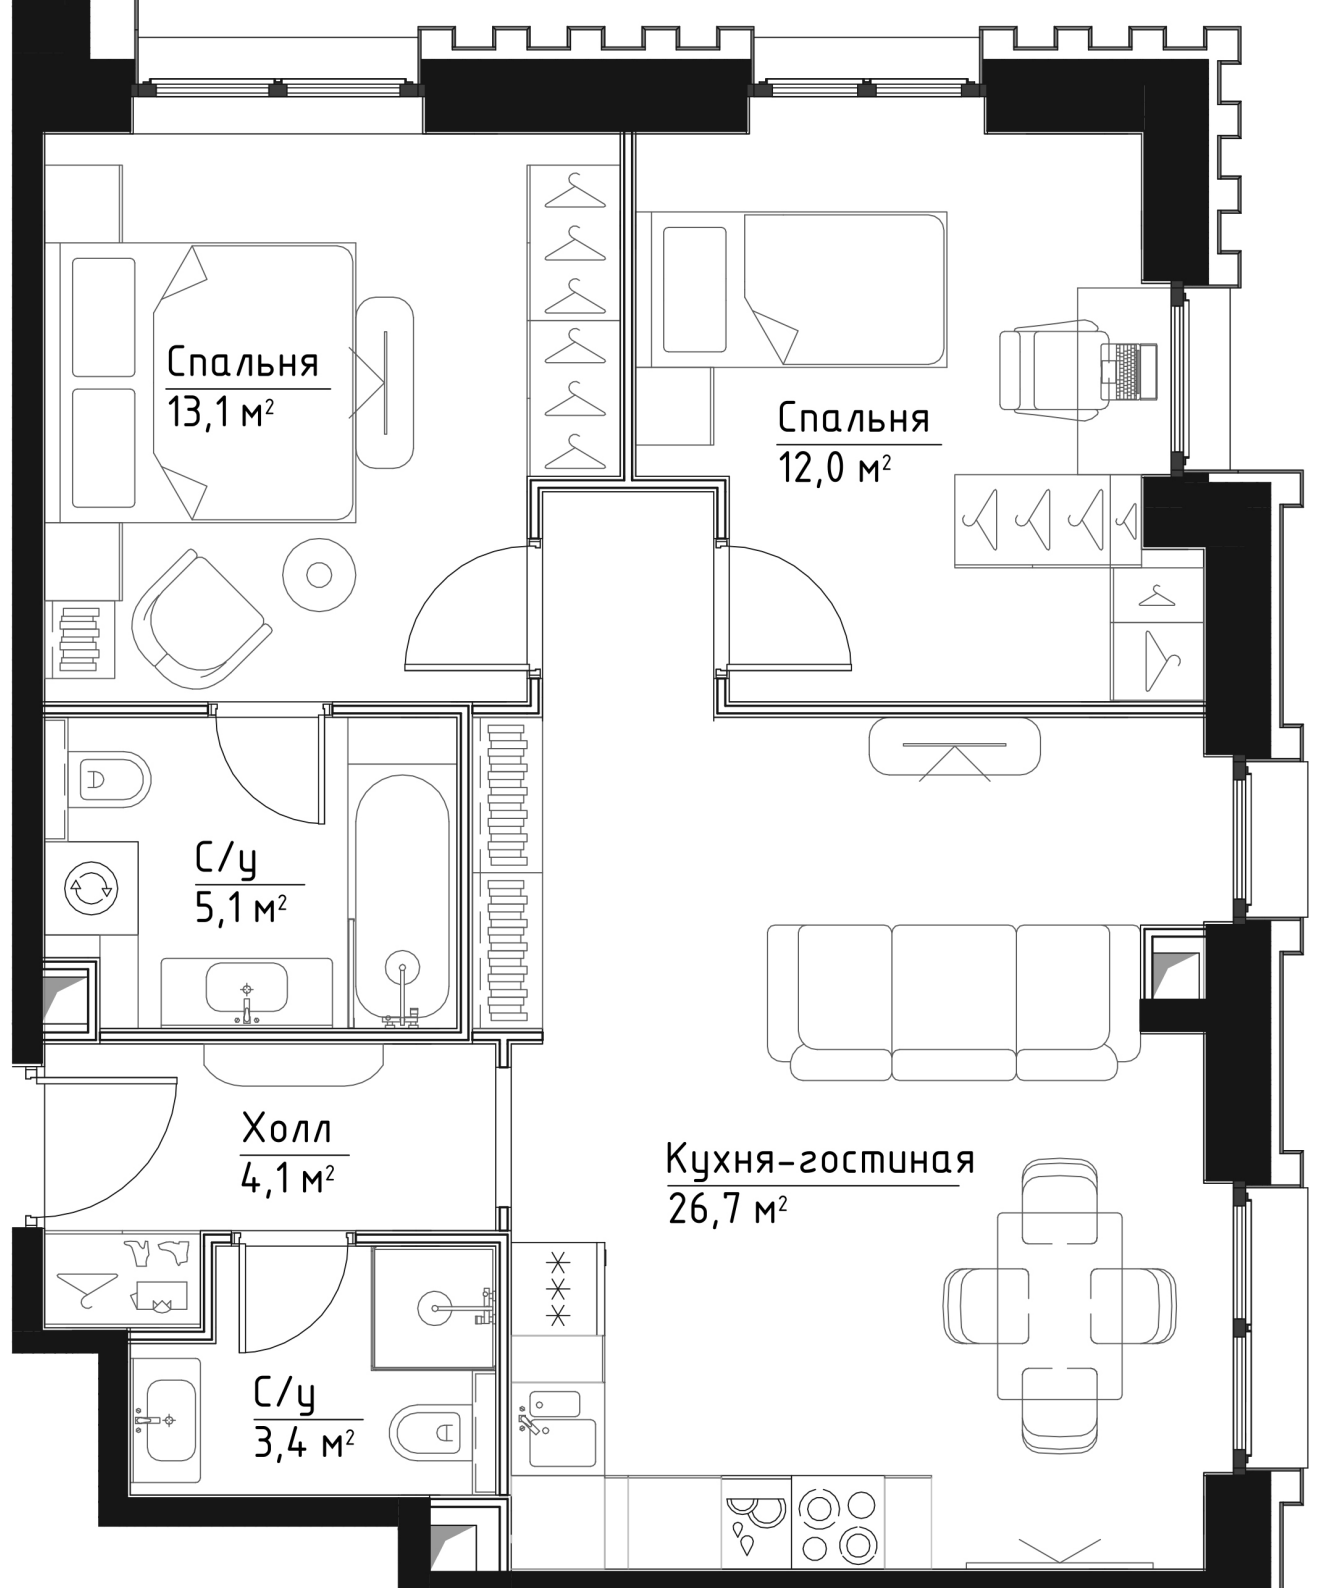 Спальня
13,1 м²
Спальня
12,0 м²
С/у
5,1 м²
Холл
4,1 м²
Кухня-гостиная
26,7 м²
С/у
3,4 м²